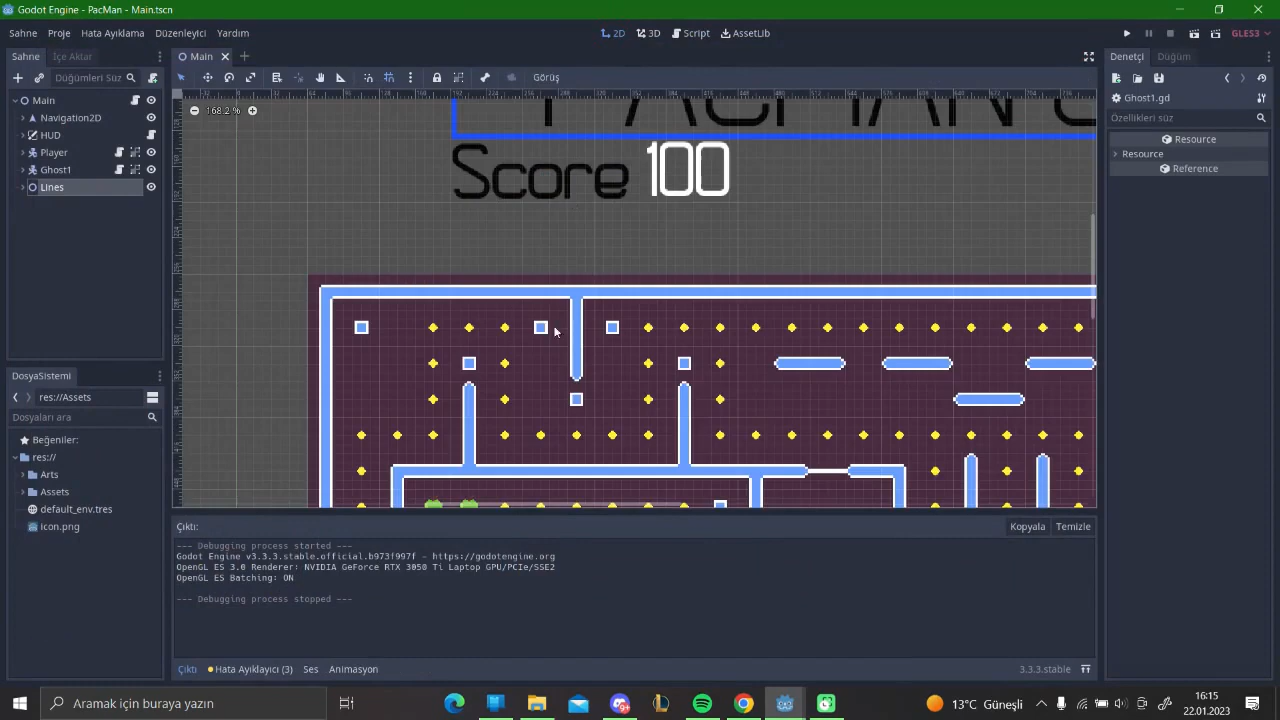 Godot Engine - PacMan - Main.tscn
Sahne Proje Hata Ayıklama Düzenleyici Yardım
2D 3D Script AssetLib
GLES3
Sahne İçe Aktar
Düğümleri Süz
Main
Navigation2D
HUD
Player
Ghost1
Lines
DosyaSistemi
res://Assets
Dosyaları ara
Beğeniler:
res://
Arts
Assets
default_env.tres
icon.png
Main
Görüş
168.2 %
PACMAN
Score 100
Çıktı:
Kopyala Temizle
--- Debugging process started ---
Godot Engine v3.3.3.stable.official.b973f997f - https://godotengine.org
OpenGL ES 3.0 Renderer: NVIDIA GeForce RTX 3050 Ti Laptop GPU/PCIe/SSE2
OpenGL ES Batching: ON
--- Debugging process stopped ---
Çıktı Hata Ayıklayıcı (3) Ses Animasyon
3.3.3.stable
Denetçi Düğüm
Ghost1.gd
Özellikleri süz
Resource
Resource
Reference
Aramak için buraya yazın
13°C Güneşli
16:15
22.01.2023